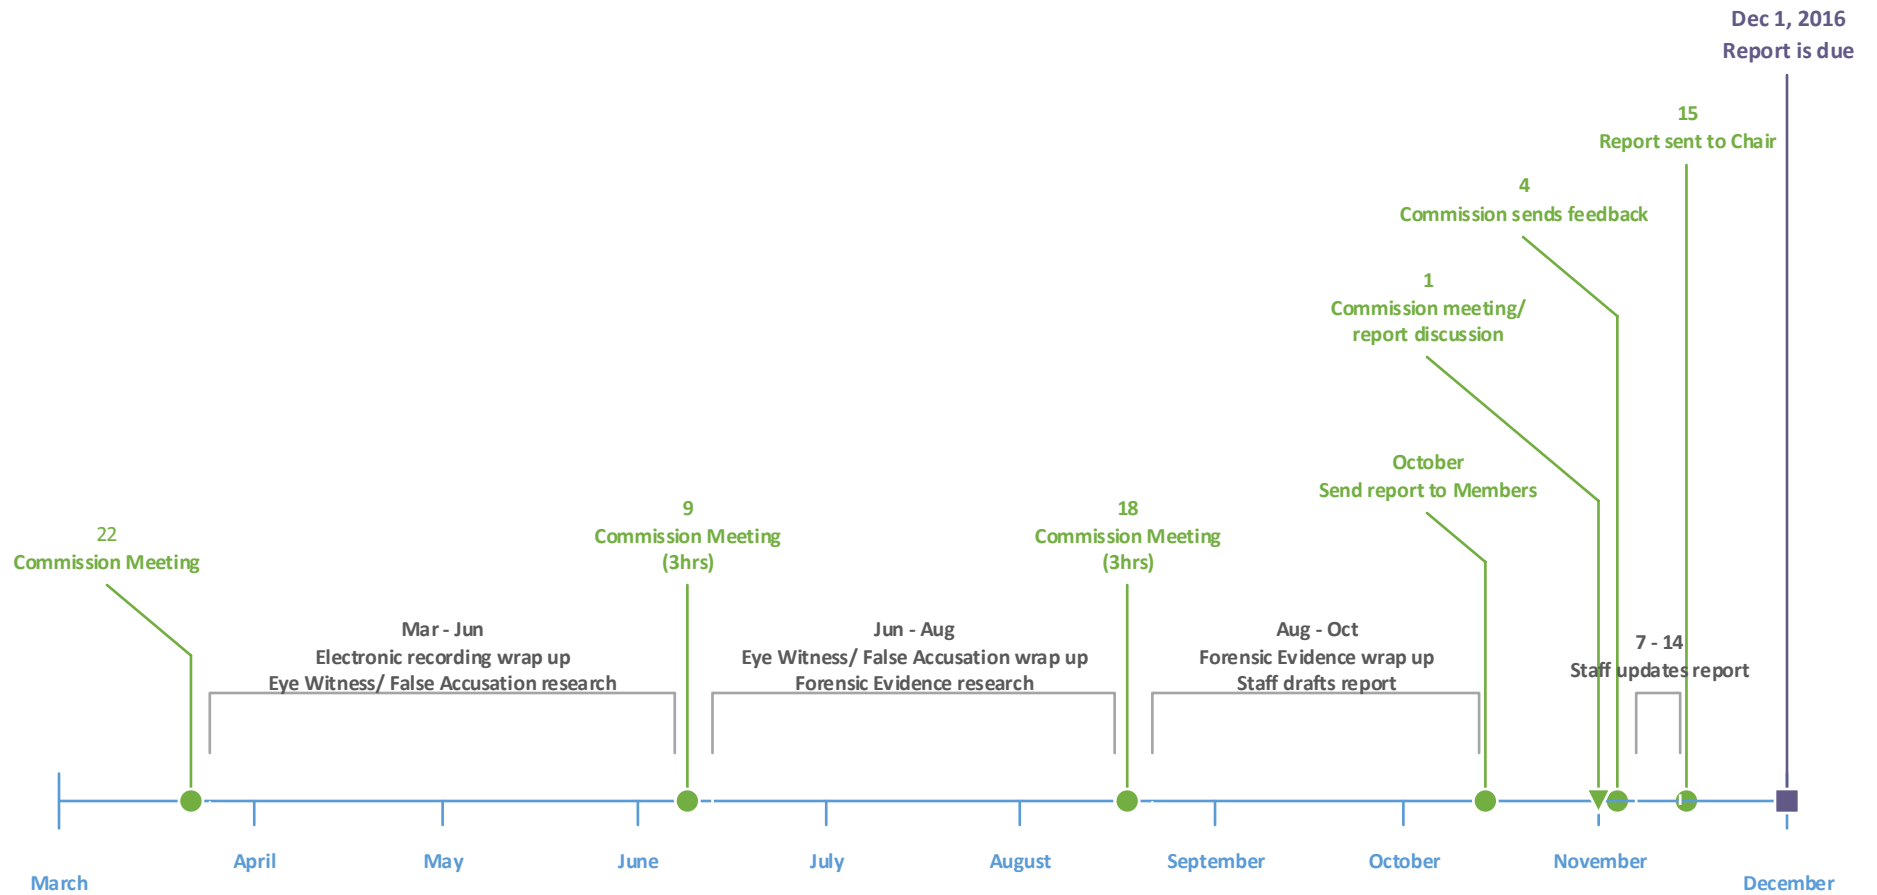 Dec 1, 2016
Report is due
15
Report sent to Chair
4
Commission sends feedback
1
Commission meeting/
report discussion
October
Send report to Members
22
Commission Meeting
9
Commission Meeting
(3hrs)
18
Commission Meeting
(3hrs)
Mar - Jun
Electronic recording wrap up
Eye Witness/ False Accusation research
Jun - Aug
Eye Witness/ False Accusation wrap up
Forensic Evidence research
Aug - Oct
Forensic Evidence wrap up
Staff drafts report
7 - 14
Staff updates report
March
April
May
June
July
August
September
October
November
December